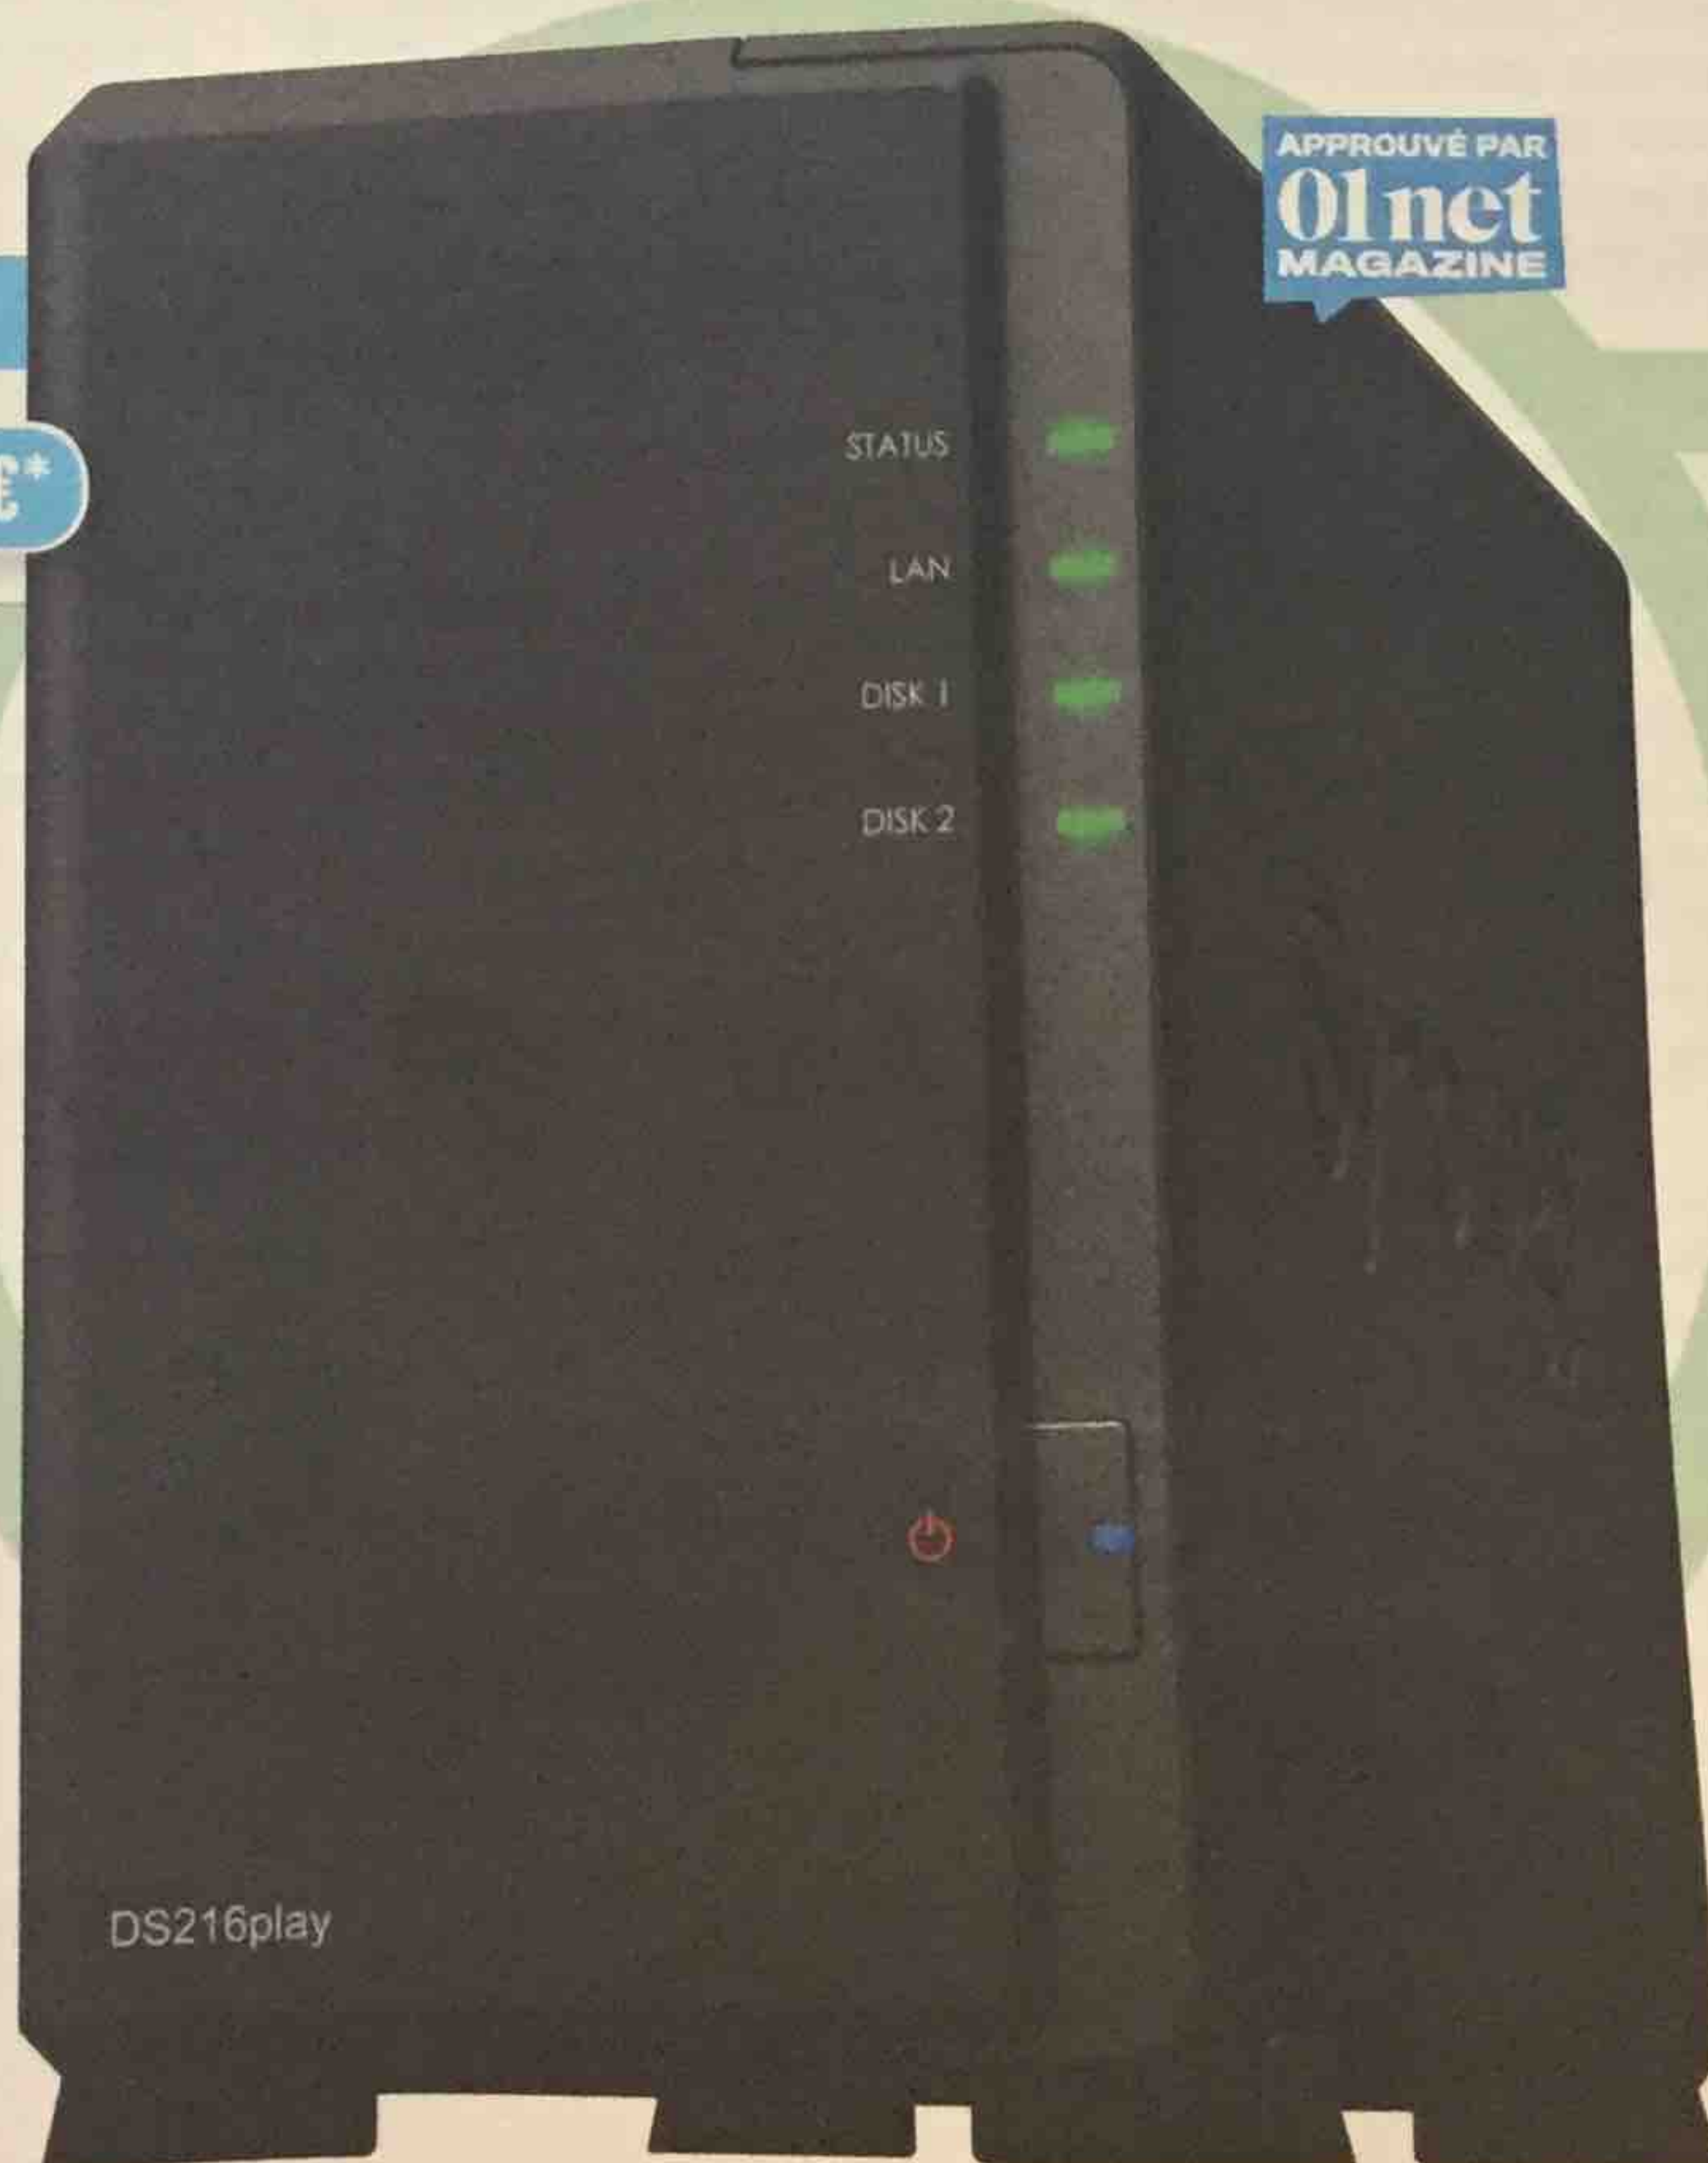 APPROUVÉ PAR
01net
MAGAZINE
€*
STATUS
LAN
DISK 1
DISK 2
DS216play